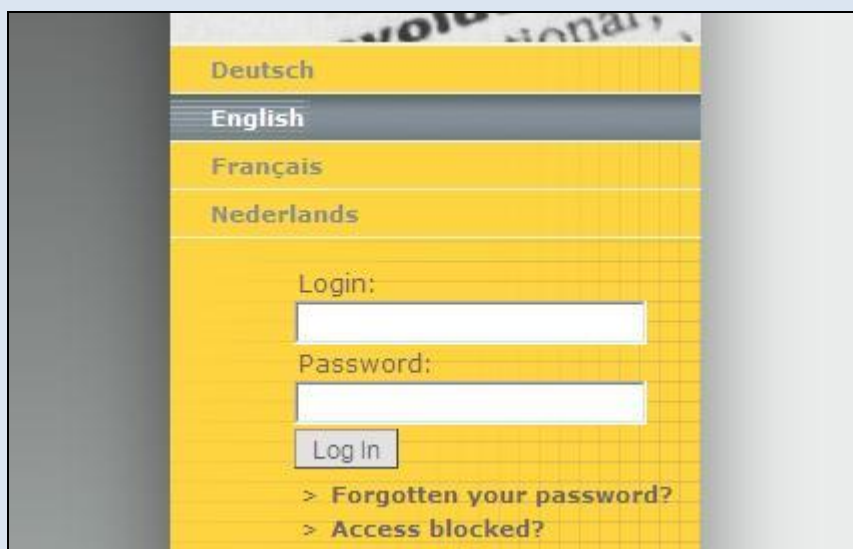 Deutsch
English
Français
Nederlands
Login:
Password:
Log In
> Forgotten your password?
> Access blocked?